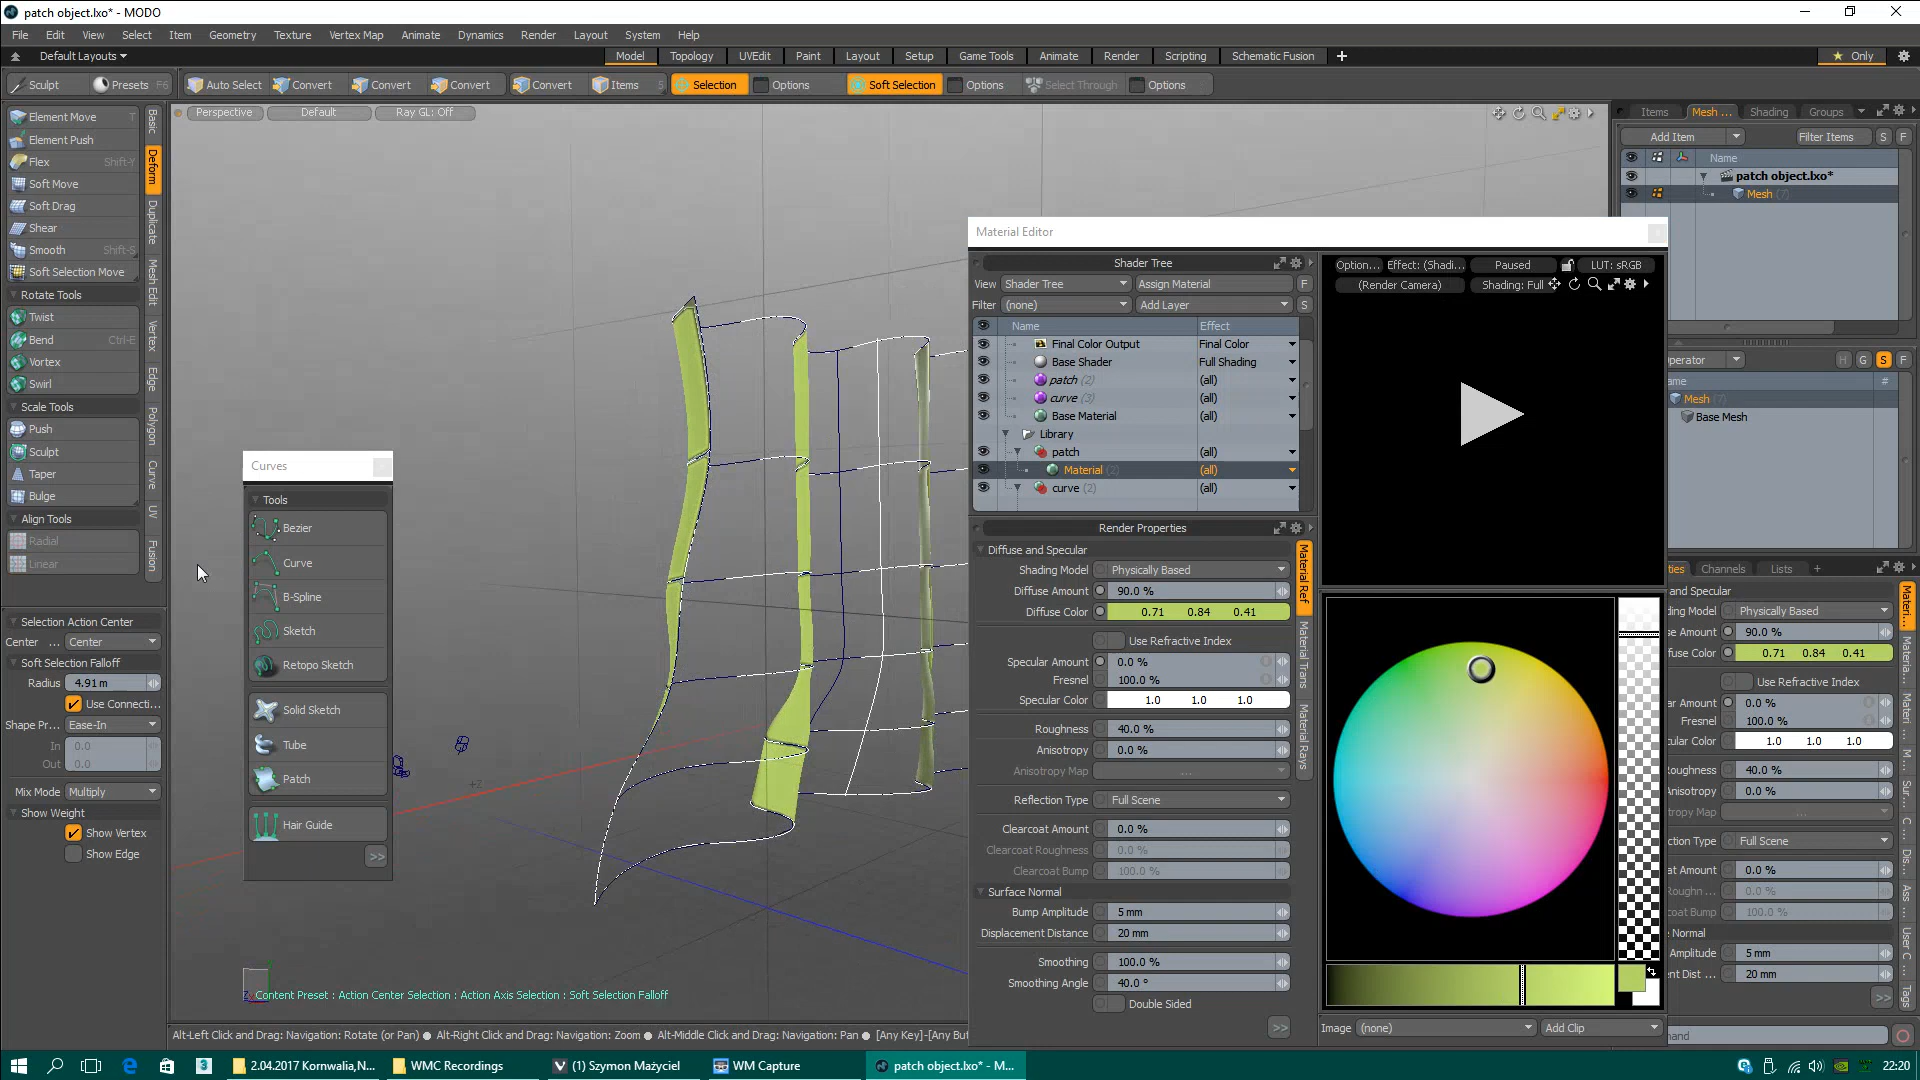 patch object.lxo* - MODO
File Edit View Select Item Geometry Texture Vertex Map Animate Dynamics Render Layout System Help
Default Layouts Model Topology UVEdit Paint Layout Setup Game Tools Animate Render Scripting Schematic Fusion + Only
Sculpt Presets F6 Auto Select Convert Convert Convert Convert Items S Selection Options Soft Selection Options Select Through Options
Element Move T
Element Push
Flex Shift-Y
Soft Move
Soft Drag
Shear
Smooth Shift-S
Soft Selection Move
Rotate Tools
Twist
Bend Ctrl-E
Vortex
Swirl
Scale Tools
Push
Sculpt
Taper
Bulge
Align Tools
Radial
Linear
Basic
Deform
Duplicate
Mesh Edit
Vertex
Edge
Polygon
Curve
UV
Fusion
Selection Action Center
Center ... Center
Soft Selection Falloff
Radius 4.91 m
Use Connecti...
Shape Pr... Ease-In
In 0.0
Out 0.0
Mix Mode Multiply
Show Weight
Show Vertex
Show Edge
Perspective Default Ray GL: Off
Curves
Tools
Bezier
Curve
B-Spline
Sketch
Retopo Sketch
Solid Sketch
Tube
Patch
Hair Guide
>>
+Z
Content Preset : Action Center Selection : Action Axis Selection : Soft Selection Falloff
Alt-Left Click and Drag: Navigation: Rotate (or Pan) ● Alt-Right Click and Drag: Navigation: Zoom ● Alt-Middle Click and Drag: Navigation: Pan ● [Any Key]-[Any But
Material Editor
Shader Tree
View Shader Tree Assign Material F
Filter (none) Add Layer S
Name Effect
Final Color Output Final Color
Base Shader Full Shading
patch (2) (all)
curve (3) (all)
Base Material (all)
Library
patch (all)
Material (2) (all)
curve (2) (all)
Render Properties
Diffuse and Specular
Shading Model Physically Based
Diffuse Amount 90.0 %
Diffuse Color 0.71 0.84 0.41
Use Refractive Index
Specular Amount 0.0 %
Fresnel 100.0 %
Specular Color 1.0 1.0 1.0
Roughness 40.0 %
Anisotropy 0.0 %
Anisotropy Map ...
Reflection Type Full Scene
Clearcoat Amount 0.0 %
Clearcoat Roughness 0.0 %
Clearcoat Bump 100.0 %
Surface Normal
Bump Amplitude 5 mm
Displacement Distance 20 mm
Smoothing 100.0 %
Smoothing Angle 40.0 °
Double Sided
>>
Material Ref
Material Trans
Material Rays
Option... Effect: (Shadi... Paused LUT: sRGB
(Render Camera) Shading: Full
Image (none) Add Clip
Items Mesh ... Shading Groups
Add Item Filter Items S F
Name
patch object.lxo*
Mesh (7)
perator H G S F
ame #
Mesh (7)
Base Mesh
ties Channels Lists +
and Specular
ding Model Physically Based
se Amount 90.0 %
fuse Color 0.71 0.84 0.41
Use Refractive Index
ar Amount 0.0 %
Fresnel 100.0 %
ular Color 1.0 1.0 1.0
oughness 40.0 %
nisotropy 0.0 %
ropy Map ...
ction Type Full Scene
at Amount 0.0 %
Roughn ... 0.0 %
coat Bump 100.0 %
Normal
Amplitude 5 mm
ent Dist ... 20 mm
>>
Materi...
Materia...
Materi
M ...
Sur...
C ...
Dis...
Ass ...
User C ...
Tags
mand
2.04.2017 Kornwalia,N... WMC Recordings (1) Szymon Mażyciel WM Capture patch object.lxo* - M... 22:20